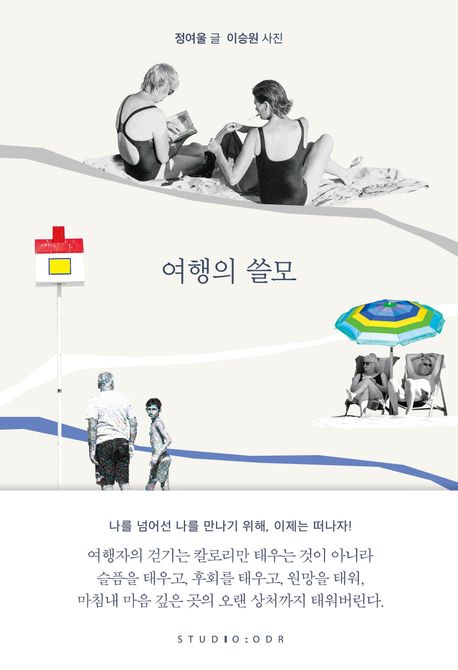 정여울 글 이승원 사진
여행의 쓸모
나를 넘어선 나를 만나기 위해, 이제는 떠나자!
여행자의 걷기는 칼로리만 태우는 것이 아니라
슬픔을 태우고, 후회를 태우고, 원망을 태워,
마침내 마음 깊은 곳의 오랜 상처까지 태워버린다.
STUDIO:ODR